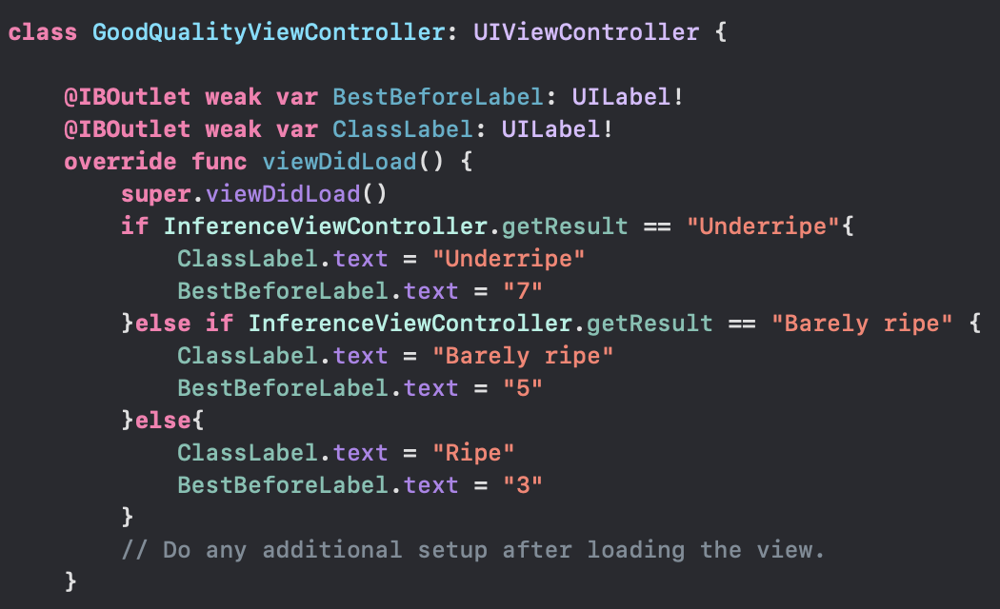 class GoodQualityViewController: UIViewController {
@IBOutlet weak var BestBeforeLabel: UILabel!
@IBOutlet weak var ClassLabel: UILabel!
override func viewDidLoad() {
super.viewDidLoad()
if InferenceViewController.getResult == "Underripe"{
ClassLabel.text = "Underripe"
BestBeforeLabel.text = "7"
}else if InferenceViewController.getResult == "Barely ripe" {
ClassLabel.text = "Barely ripe"
BestBeforeLabel.text = "5"
}else{
ClassLabel.text = "Ripe"
BestBeforeLabel.text = "3"
}
// Do any additional setup after loading the view.
}